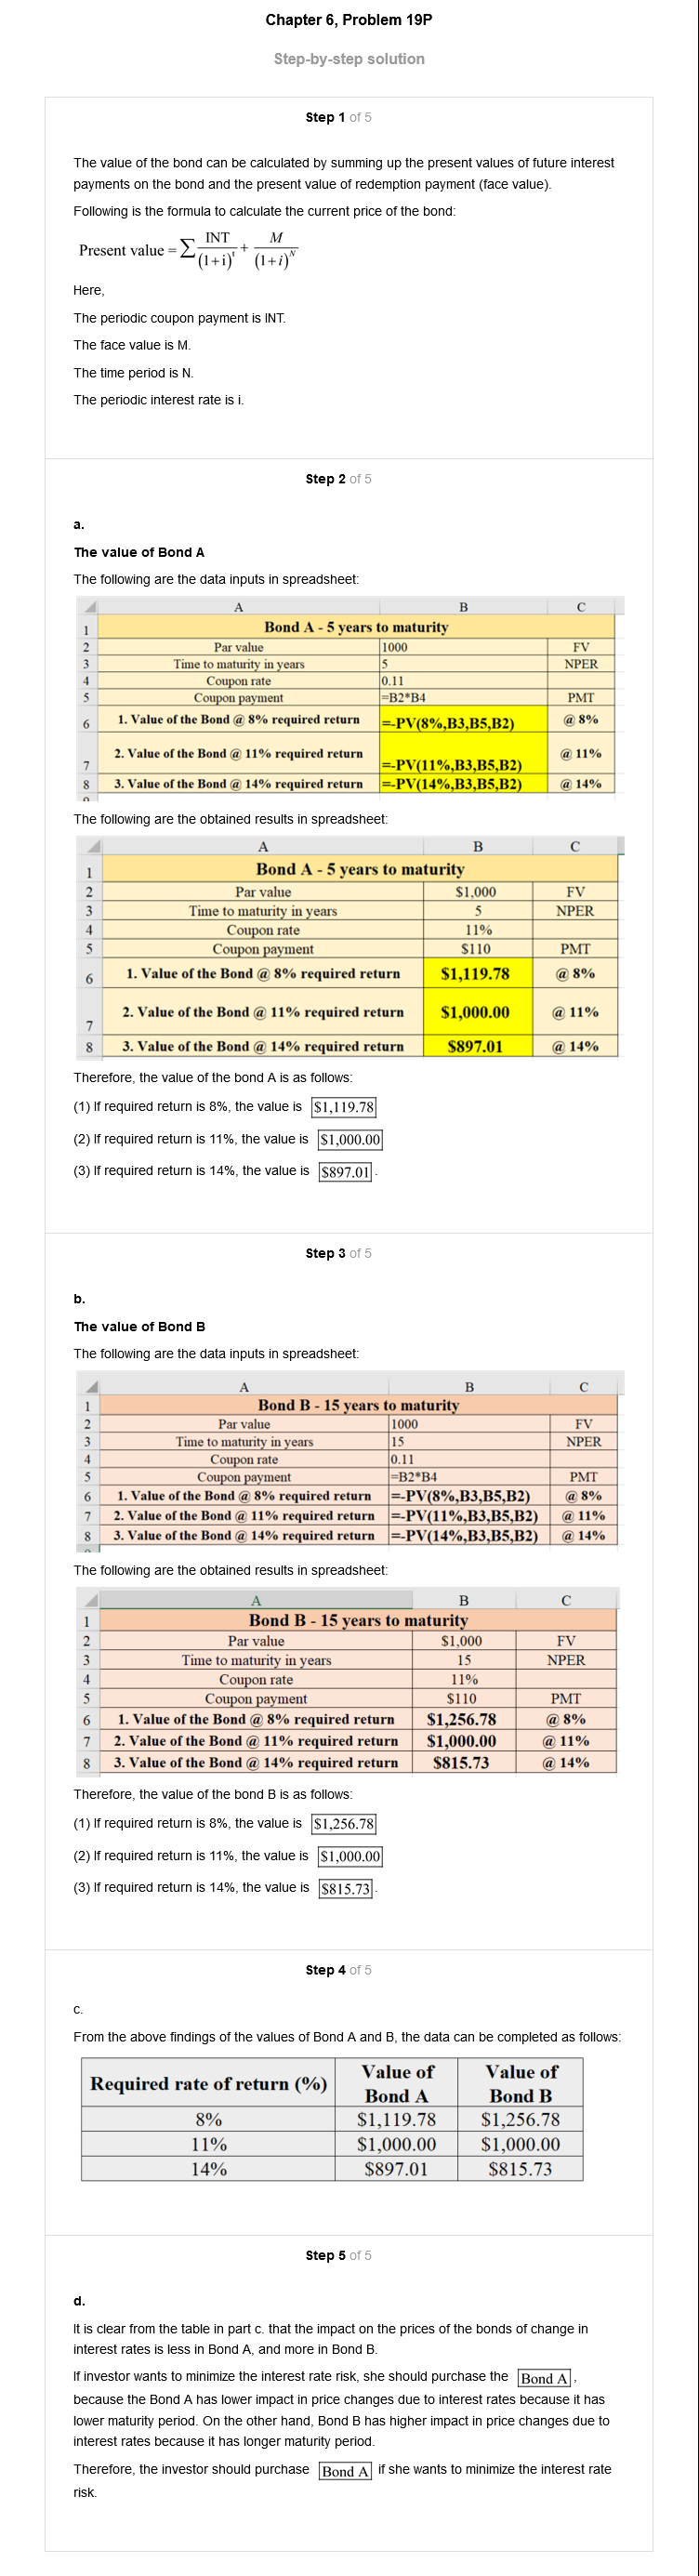 Chapter 6, Problem 19P
Step-by-step solution
Step 1 of 5
The value of the bond can be calculated by summing up the present values of future interest
payments on the bond and the present value of redemption payment (face value).
Following is the formula to calculate the current price of the bond:
Present value = ∑ INT/(1+i)^t + M/(1+i)^N
Here,
The periodic coupon payment is INT.
The face value is M.
The time period is N.
The periodic interest rate is i.
Step 2 of 5
a.
The value of Bond A
The following are the data inputs in spreadsheet:
A B C
1 Bond A - 5 years to maturity
2 Par value 1000 FV
3 Time to maturity in years 5 NPER
4 Coupon rate 0.11
5 Coupon payment =B2*B4 PMT
6 1. Value of the Bond @ 8% required return =-PV(8%,B3,B5,B2) @ 8%
7 2. Value of the Bond @ 11% required return =-PV(11%,B3,B5,B2) @ 11%
8 3. Value of the Bond @ 14% required return =-PV(14%,B3,B5,B2) @ 14%
The following are the obtained results in spreadsheet:
A B C
1 Bond A - 5 years to maturity
2 Par value $1,000 FV
3 Time to maturity in years 5 NPER
4 Coupon rate 11%
5 Coupon payment $110 PMT
6 1. Value of the Bond @ 8% required return $1,119.78 @ 8%
7 2. Value of the Bond @ 11% required return $1,000.00 @ 11%
8 3. Value of the Bond @ 14% required return $897.01 @ 14%
Therefore, the value of the bond A is as follows:
(1) If required return is 8%, the value is $1,119.78
(2) If required return is 11%, the value is $1,000.00
(3) If required return is 14%, the value is $897.01.
Step 3 of 5
b.
The value of Bond B
The following are the data inputs in spreadsheet:
A B C
1 Bond B - 15 years to maturity
2 Par value 1000 FV
3 Time to maturity in years 15 NPER
4 Coupon rate 0.11
5 Coupon payment =B2*B4 PMT
6 1. Value of the Bond @ 8% required return =-PV(8%,B3,B5,B2) @ 8%
7 2. Value of the Bond @ 11% required return =-PV(11%,B3,B5,B2) @ 11%
8 3. Value of the Bond @ 14% required return =-PV(14%,B3,B5,B2) @ 14%
The following are the obtained results in spreadsheet:
A B C
1 Bond B - 15 years to maturity
2 Par value $1,000 FV
3 Time to maturity in years 15 NPER
4 Coupon rate 11%
5 Coupon payment $110 PMT
6 1. Value of the Bond @ 8% required return $1,256.78 @ 8%
7 2. Value of the Bond @ 11% required return $1,000.00 @ 11%
8 3. Value of the Bond @ 14% required return $815.73 @ 14%
Therefore, the value of the bond B is as follows:
(1) If required return is 8%, the value is $1,256.78
(2) If required return is 11%, the value is $1,000.00
(3) If required return is 14%, the value is $815.73.
Step 4 of 5
c.
From the above findings of the values of Bond A and B, the data can be completed as follows:
Required rate of return (%) Value of Bond A Value of Bond B
8% $1,119.78 $1,256.78
11% $1,000.00 $1,000.00
14% $897.01 $815.73
Step 5 of 5
d.
It is clear from the table in part c. that the impact on the prices of the bonds of change in
interest rates is less in Bond A, and more in Bond B.
If investor wants to minimize the interest rate risk, she should purchase the Bond A,
because the Bond A has lower impact in price changes due to interest rates because it has
lower maturity period. On the other hand, Bond B has higher impact in price changes due to
interest rates because it has longer maturity period.
Therefore, the investor should purchase Bond A if she wants to minimize the interest rate
risk.